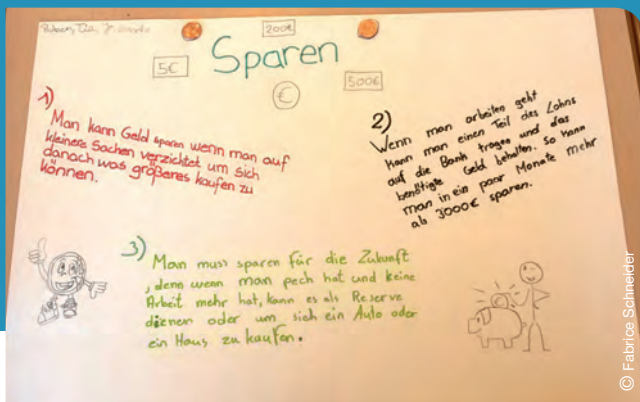 200€
Sparen
5€
500€
€
1)
Man kann Geld sparen wenn man auf
kleinere Sachen verzichtet um sich
danach was größeres kaufen zu
können.
2)
Wenn man arbeiten geht
kann man einen Teil des Lohns
auf die Bank tragen und das
benötigte Geld behalten. So kann
man in ein paar Monate mehr
als 3000€ sparen.
3)
Man muss sparen für die Zukunft
, denn wenn man pech hat und keine
Arbeit mehr hat, kann es als Reserve
dienen oder um sich ein Auto oder
ein Haus zu kaufen.
© Fabrice Schneider